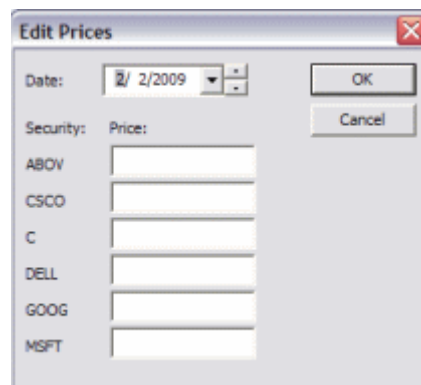 Edit Prices
Date: 2/ 2/2009 OK
Cancel
Security: Price:
ABOV
CSCO
C
DELL
GOOG
MSFT